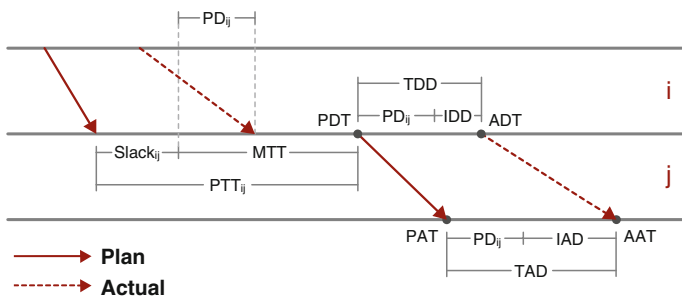 PDij
TDD
i
PDT
PDij
IDD
ADT
Slackij
MTT
j
PTTij
PAT
PDij
IAD
AAT
TAD
Plan
Actual